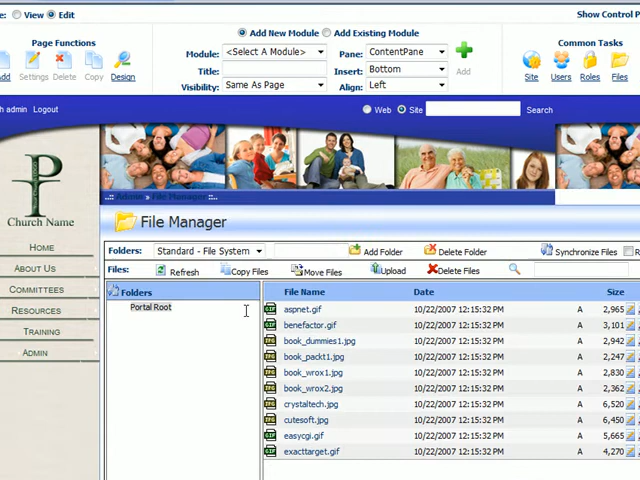 e: View Edit Show Control P
Add New Module Add Existing Module
Page Functions Common Tasks
Module: <Select A Module> Pane: ContentPane
Title: Insert: Bottom
Visibility: Same As Page Align: Left
Add Settings Delete Copy Design Add Site Users Roles Files
h admin Logout Web Site Search
..:: Admin » File Manager ::..
Church Name
File Manager
Home
About Us
Committees
Resources
Training
Admin
Folders: Standard - File System Add Folder Delete Folder Synchronize Files R
Files: Refresh Copy Files Move Files Upload Delete Files
Folders
Portal Root
File Name Date Size
aspnet.gif 10/22/2007 12:15:32 PM A 2,965
benefactor.gif 10/22/2007 12:15:32 PM A 3,101
book_dummies1.jpg 10/22/2007 12:15:32 PM A 2,942
book_packt1.jpg 10/22/2007 12:15:32 PM A 2,247
book_wrox1.jpg 10/22/2007 12:15:32 PM A 2,830
book_wrox2.jpg 10/22/2007 12:15:32 PM A 2,362
crystaltech.jpg 10/22/2007 12:15:32 PM A 6,520
cutesoft.jpg 10/22/2007 12:15:32 PM A 6,450
easycgi.gif 10/22/2007 12:15:32 PM A 5,665
exacttarget.gif 10/22/2007 12:15:32 PM A 4,270